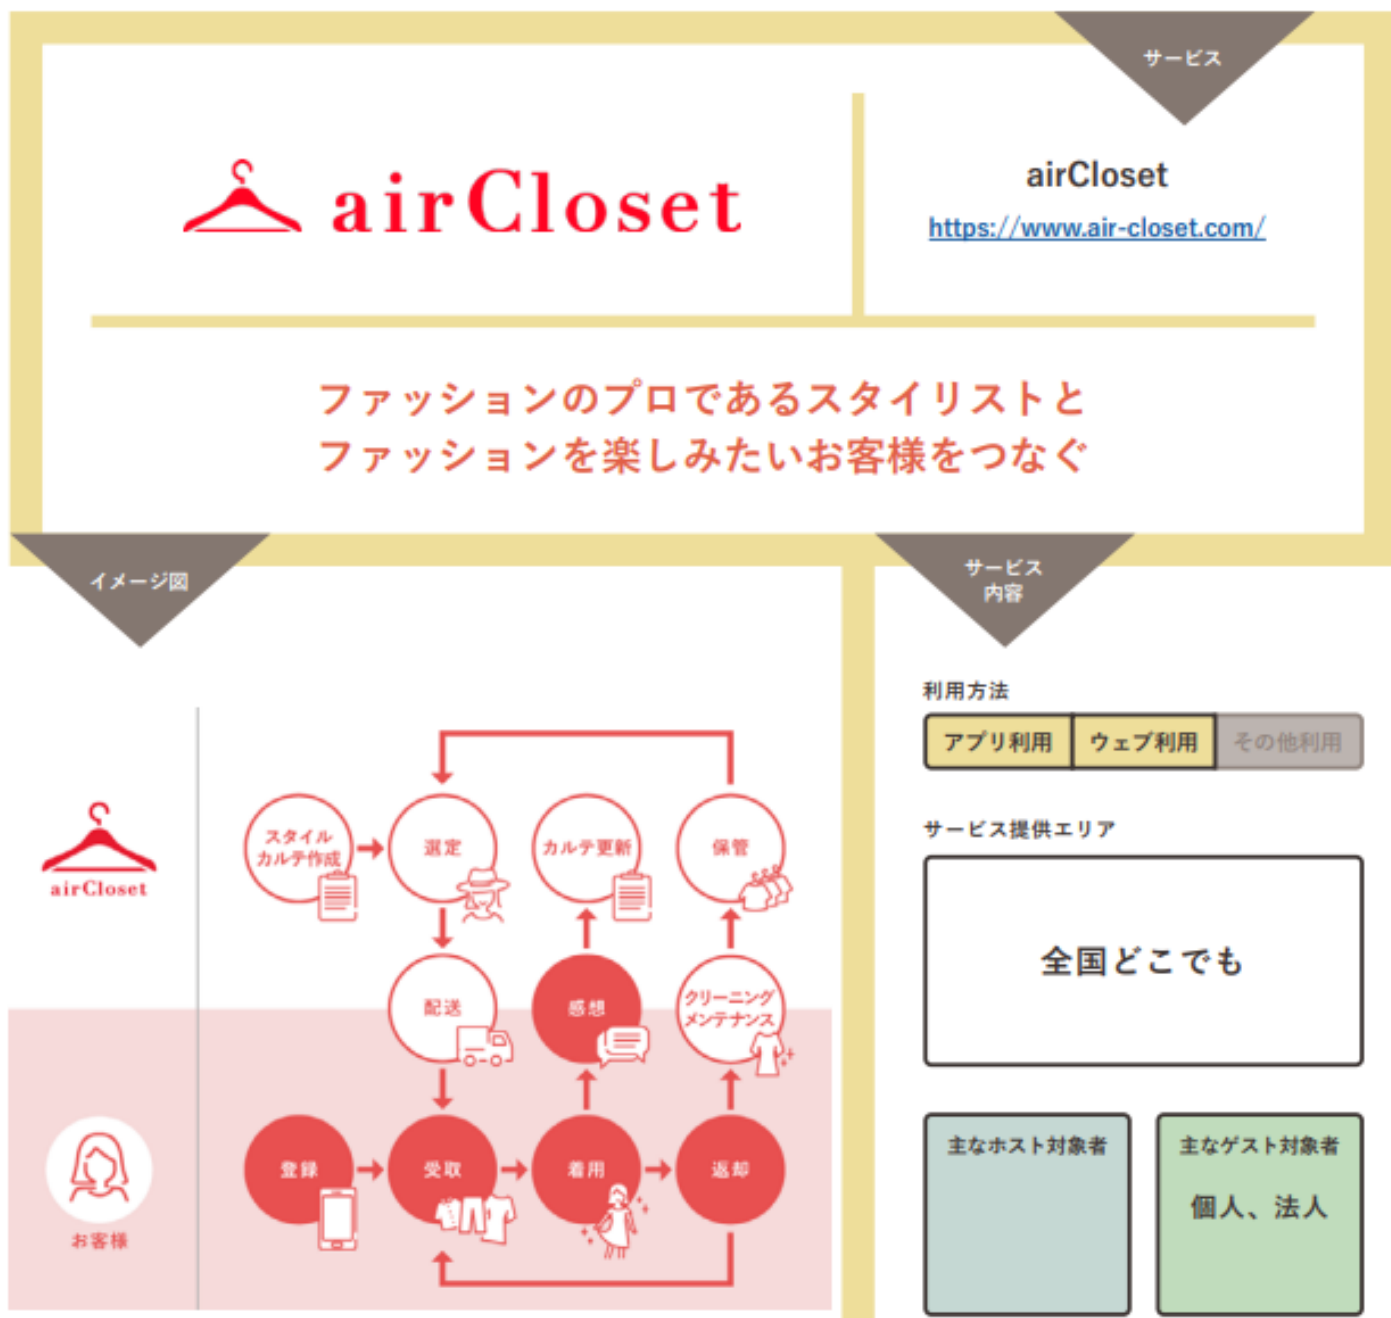 サービス
airCloset
airCloset
https://www.air-closet.com/
ファッションのプロであるスタイリストと
ファッションを楽しみたいお客様をつなぐ
イメージ図
airCloset
スタイル
カルテ作成
選定
カルテ更新
保管
配送
感想
クリーニング
メンテナンス
お客様
登録
受取
着用
返却
サービス
内容
利用方法
アプリ利用
ウェブ利用
その他利用
サービス提供エリア
全国どこでも
主なホスト対象者
主なゲスト対象者
個人、法人